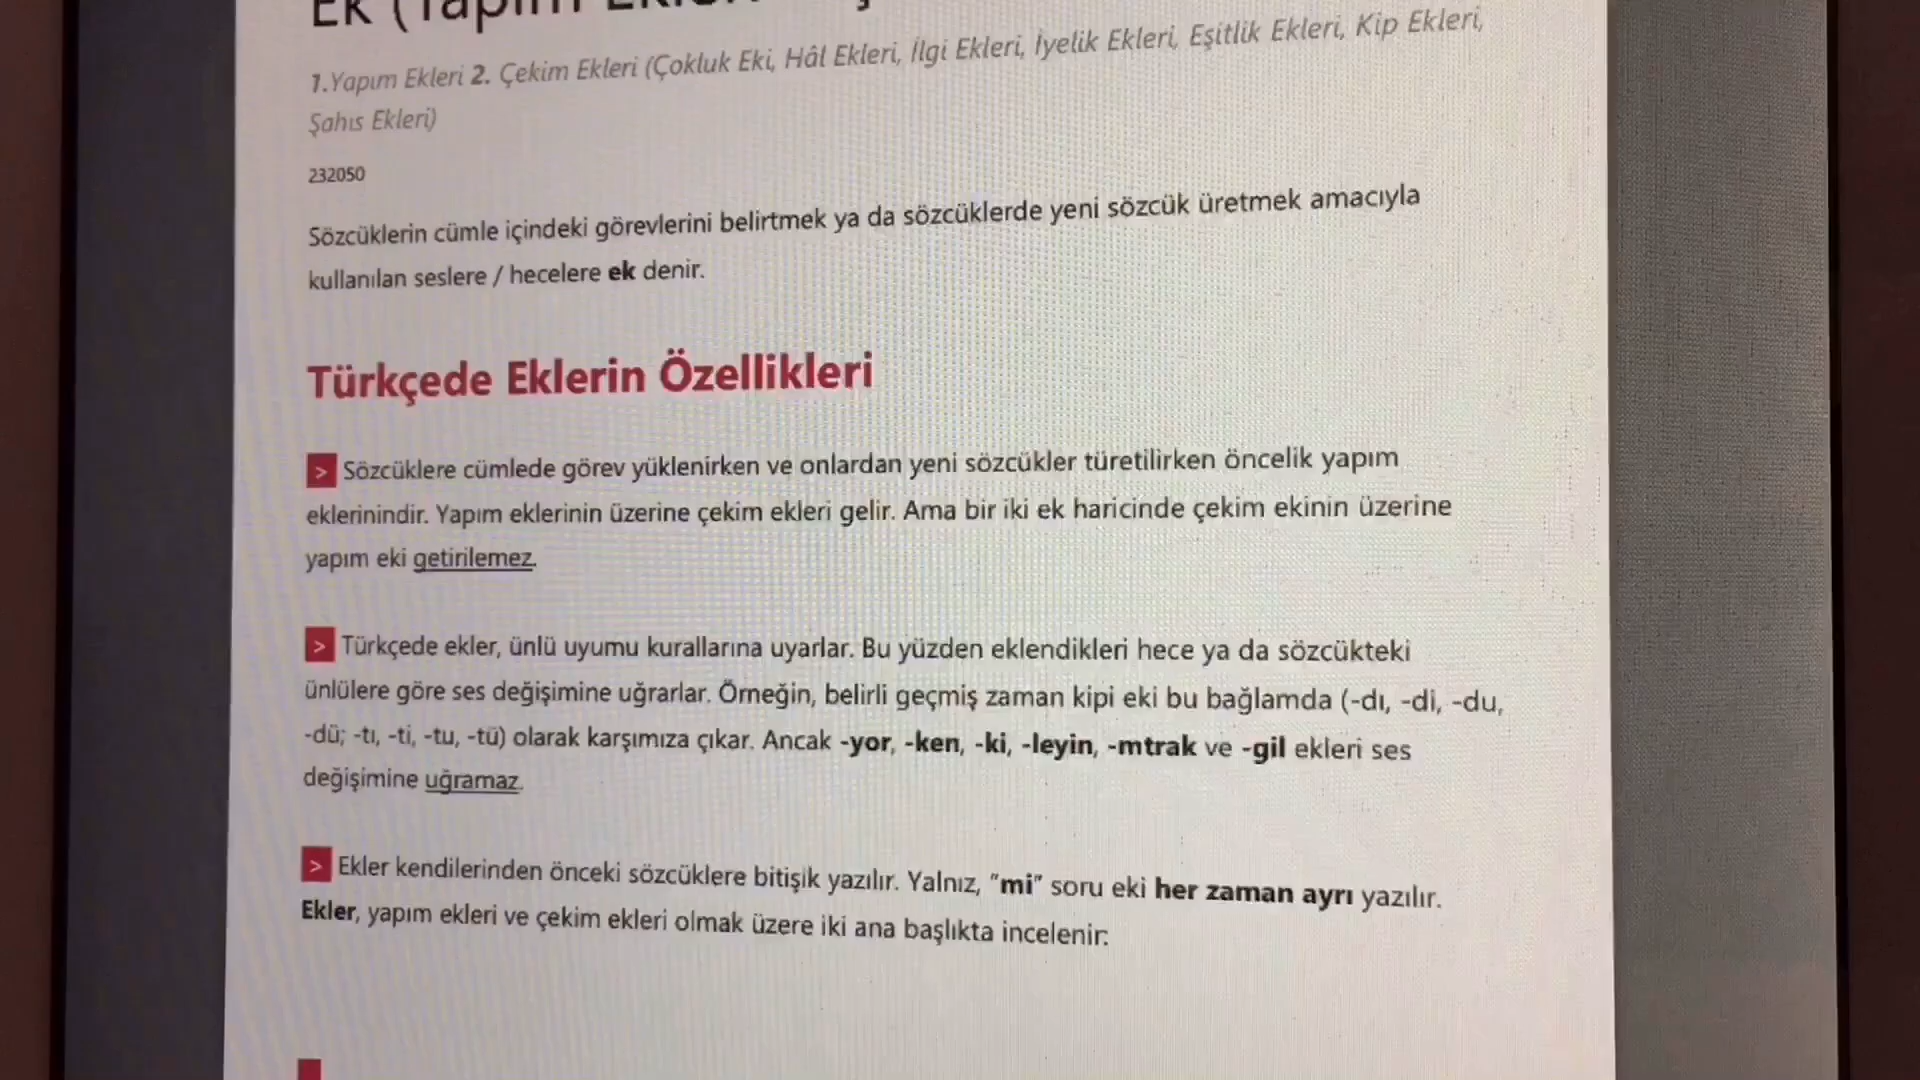 Ek (Yapım
1.Yapım Ekleri 2. Çekim Ekleri (Çokluk Eki, Hâl Ekleri, İlgi Ekleri, İyelik Ekleri, Eşitlik Ekleri, Kip Ekleri,
Şahıs Ekleri)
232050
Sözcüklerin cümle içindeki görevlerini belirtmek ya da sözcüklerde yeni sözcük üretmek amacıyla
kullanılan seslere / hecelere ek denir.
Türkçede Eklerin Özellikleri
> Sözcüklere cümlede görev yüklenirken ve onlardan yeni sözcükler türetilirken öncelik yapım
eklerinindir. Yapım eklerinin üzerine çekim ekleri gelir. Ama bir iki ek haricinde çekim ekinin üzerine
yapım eki getirilemez.
> Türkçede ekler, ünlü uyumu kurallarına uyarlar. Bu yüzden eklendikleri hece ya da sözcükteki
ünlülere göre ses değişimine uğrarlar. Örneğin, belirli geçmiş zaman kipi eki bu bağlamda (-dı, -di, -du,
-dü; -tı, -ti, -tu, -tü) olarak karşımıza çıkar. Ancak -yor, -ken, -ki, -leyin, -mtrak ve -gil ekleri ses
değişimine uğramaz.
> Ekler kendilerinden önceki sözcüklere bitişik yazılır. Yalnız, "mi" soru eki her zaman ayrı yazılır.
Ekler, yapım ekleri ve çekim ekleri olmak üzere iki ana başlıkta incelenir: